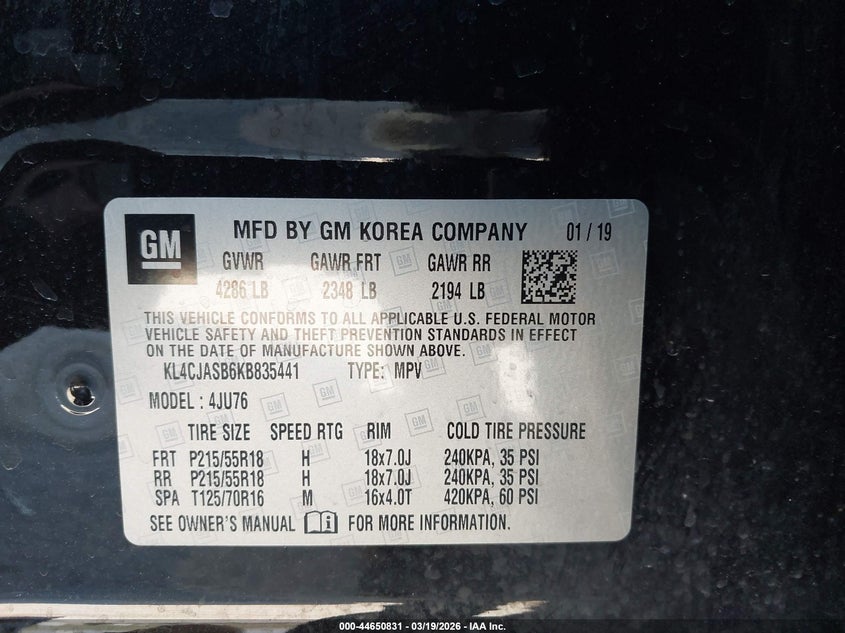 GM
MFD BY GM KOREA COMPANY 01 / 19
GVWR GAWR FRT GAWR RR
4286 LB 2348 LB 2194 LB
THIS VEHICLE CONFORMS TO ALL APPLICABLE U.S. FEDERAL MOTOR
VEHICLE SAFETY AND THEFT PREVENTION STANDARDS IN EFFECT
ON THE DATE OF MANUFACTURE SHOWN ABOVE.
KL4CJASB6KB835441 TYPE: MPV
MODEL : 4JU76
TIRE SIZE SPEED RTG RIM COLD TIRE PRESSURE
FRT P215/55R18 H 18x7.0J 240KPA, 35 PSI
RR P215/55R18 H 18x7.0J 240KPA, 35 PSI
SPA T125/70R16 M 16x4.0T 420KPA, 60 PSI
SEE OWNER'S MANUAL FOR MORE INFORMATION.
000-44650831 - 03/19/2026 - IAA Inc.